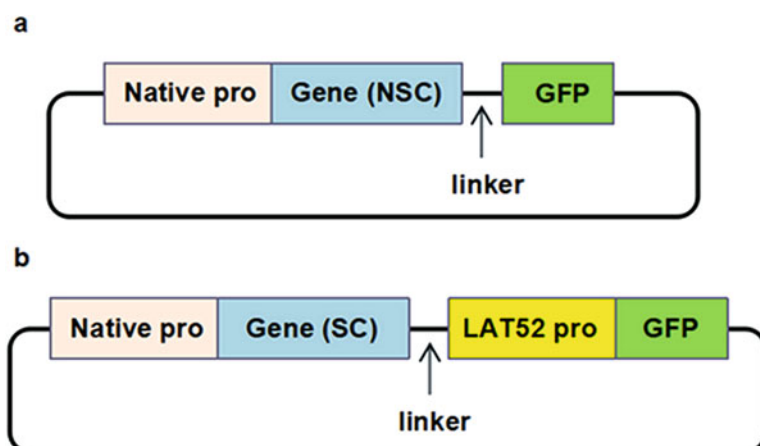 a
Native pro Gene (NSC) GFP
linker
b
Native pro Gene (SC) LAT52 pro GFP
linker